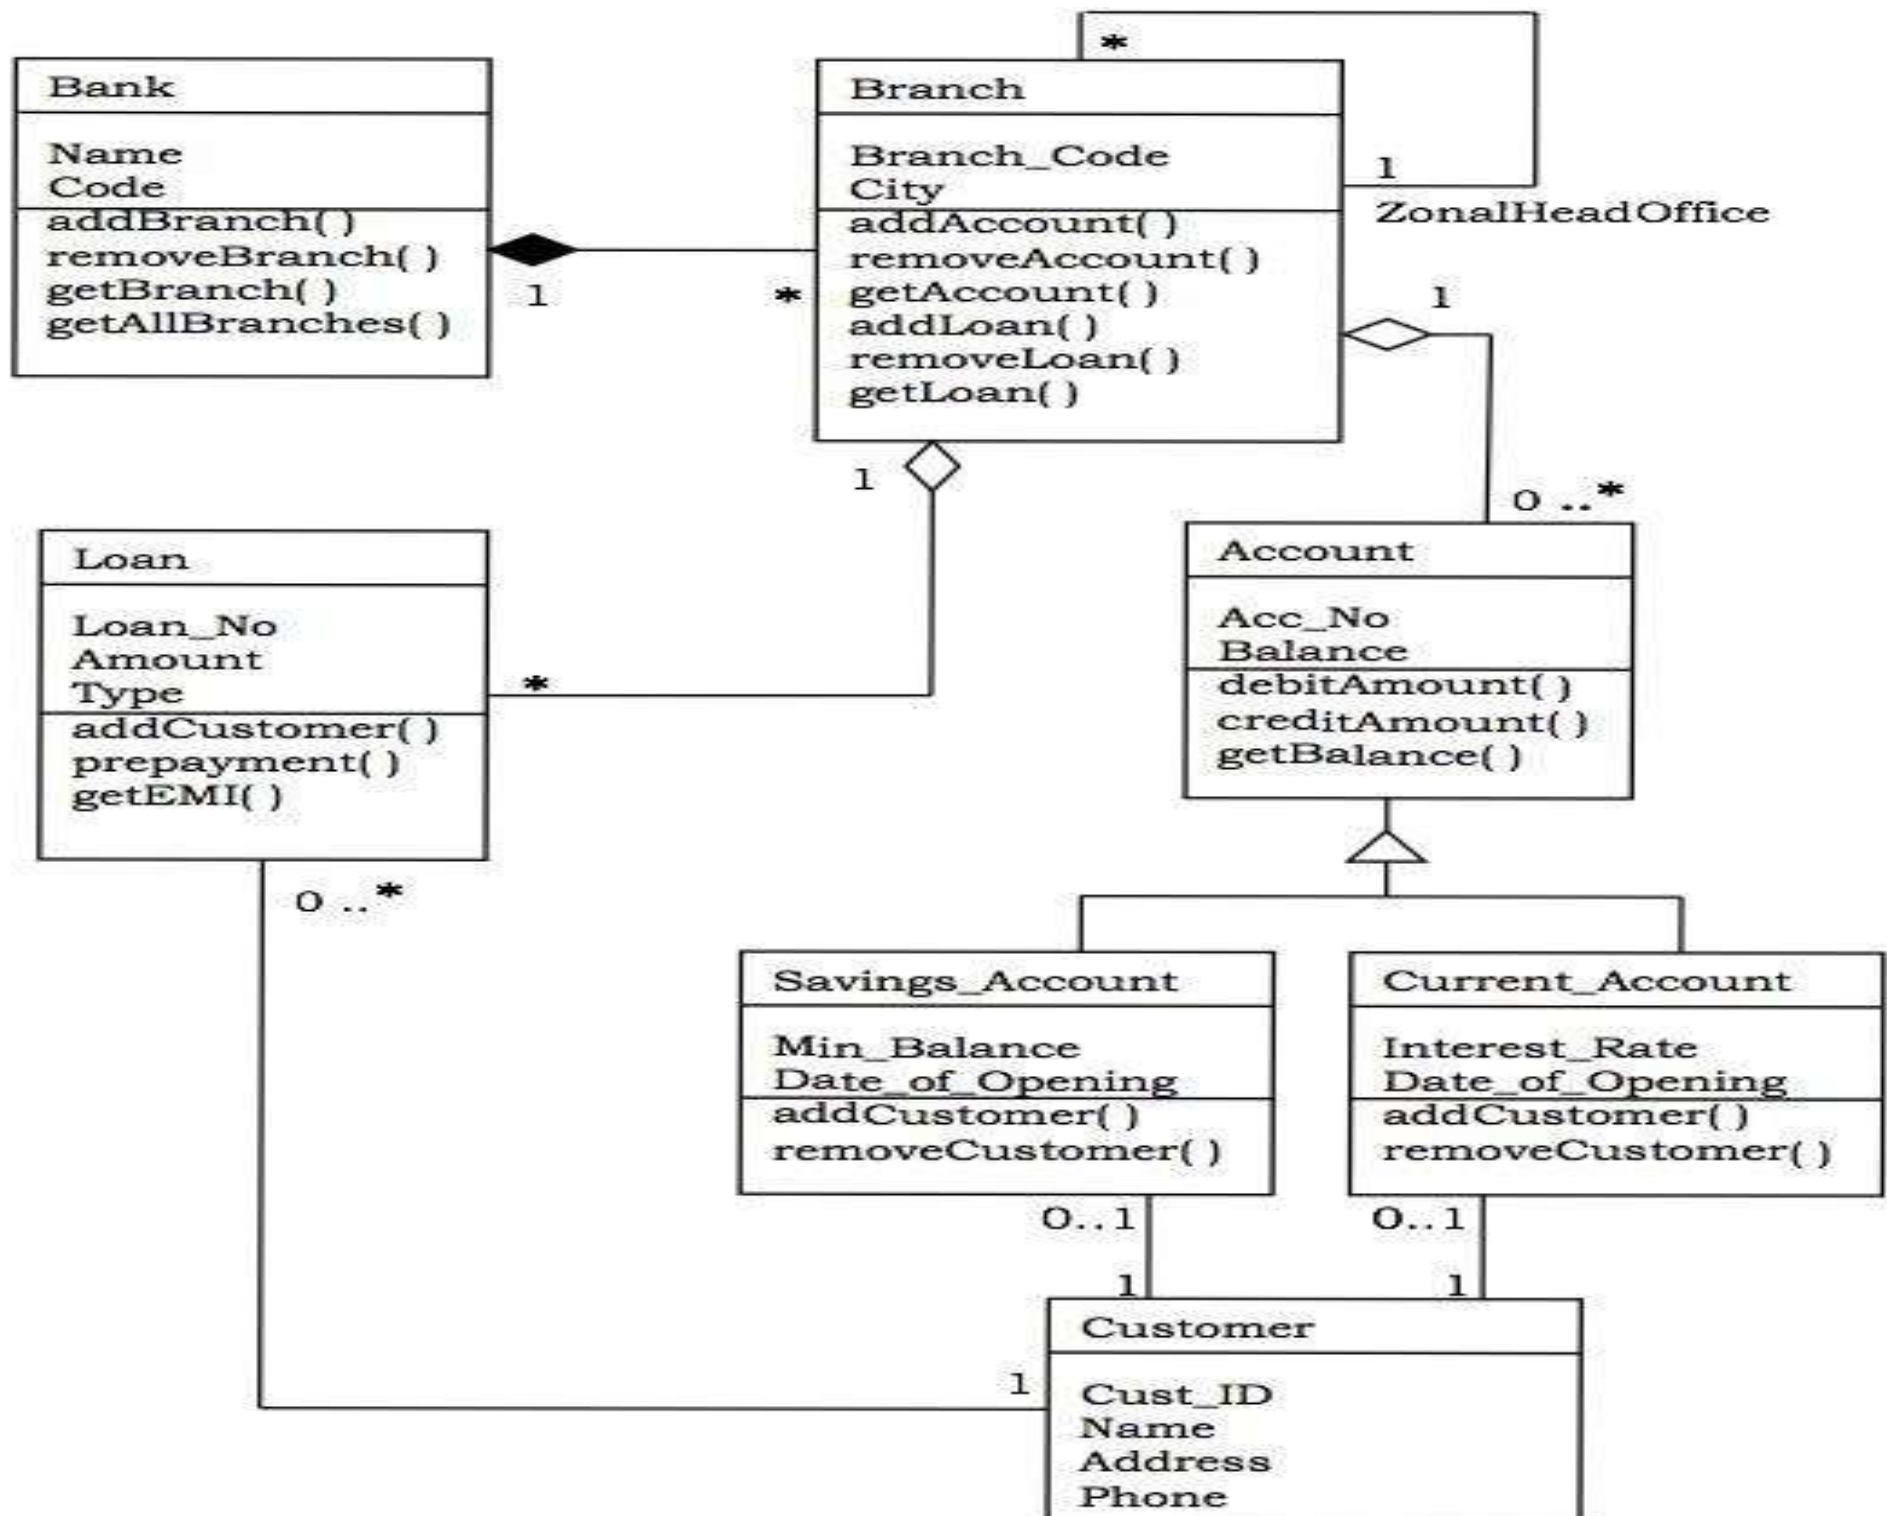 Bank
Name
Code
addBranch( )
removeBranch( )
getBranch( )
getAllBranches( )
1
*
Branch
Branch_Code
City
addAccount( )
removeAccount( )
getAccount( )
addLoan( )
removeLoan( )
getLoan( )
*
1
ZonalHeadOffice
1
0 ..*
1
*
Loan
Loan_No
Amount
Type
addCustomer( )
prepayment( )
getEMI( )
0 ..*
Account
Acc_No
Balance
debitAmount( )
creditAmount( )
getBalance( )
Savings_Account
Min_Balance
Date_of_Opening
addCustomer( )
removeCustomer( )
0..1
1
Current_Account
Interest_Rate
Date_of_Opening
addCustomer( )
removeCustomer( )
0..1
1
1
Customer
Cust_ID
Name
Address
Phone